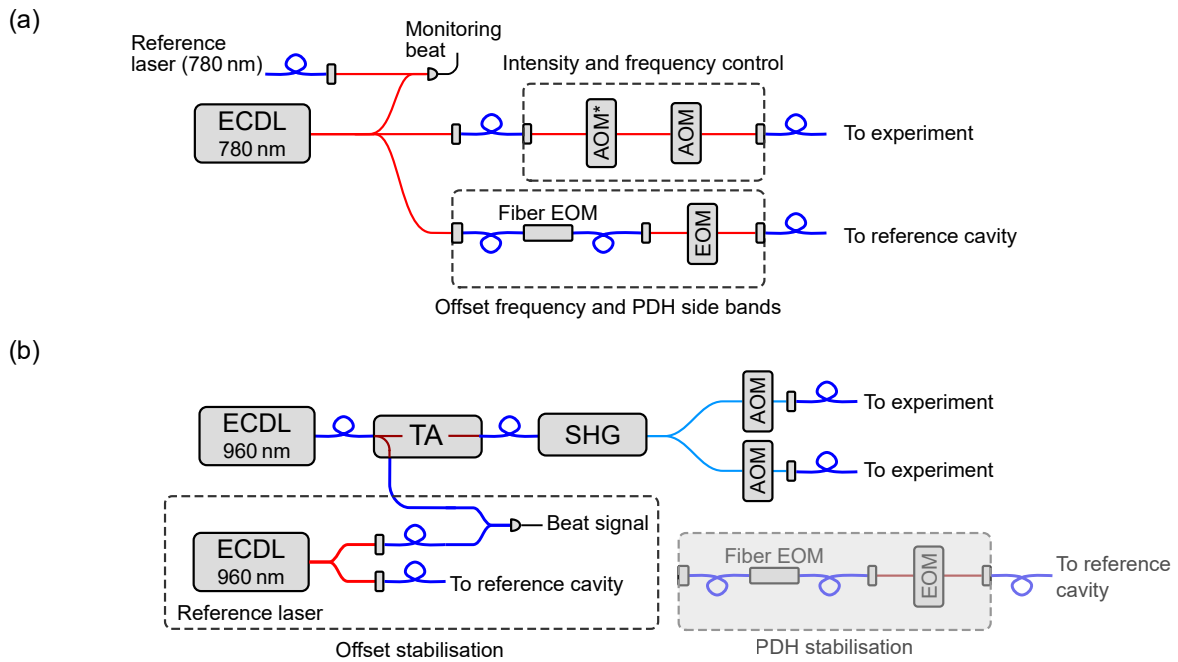 (a)
Reference
laser (780 nm)
Monitoring
beat
Intensity and frequency control
ECDL
780 nm
AOM*
AOM
To experiment
Fiber EOM
EOM
To reference cavity
Offset frequency and PDH side bands
(b)
ECDL
960 nm
TA
SHG
AOM
To experiment
AOM
To experiment
Beat signal
ECDL
960 nm
To reference cavity
Reference laser
Offset stabilisation
Fiber EOM
EOM
To reference
cavity
PDH stabilisation